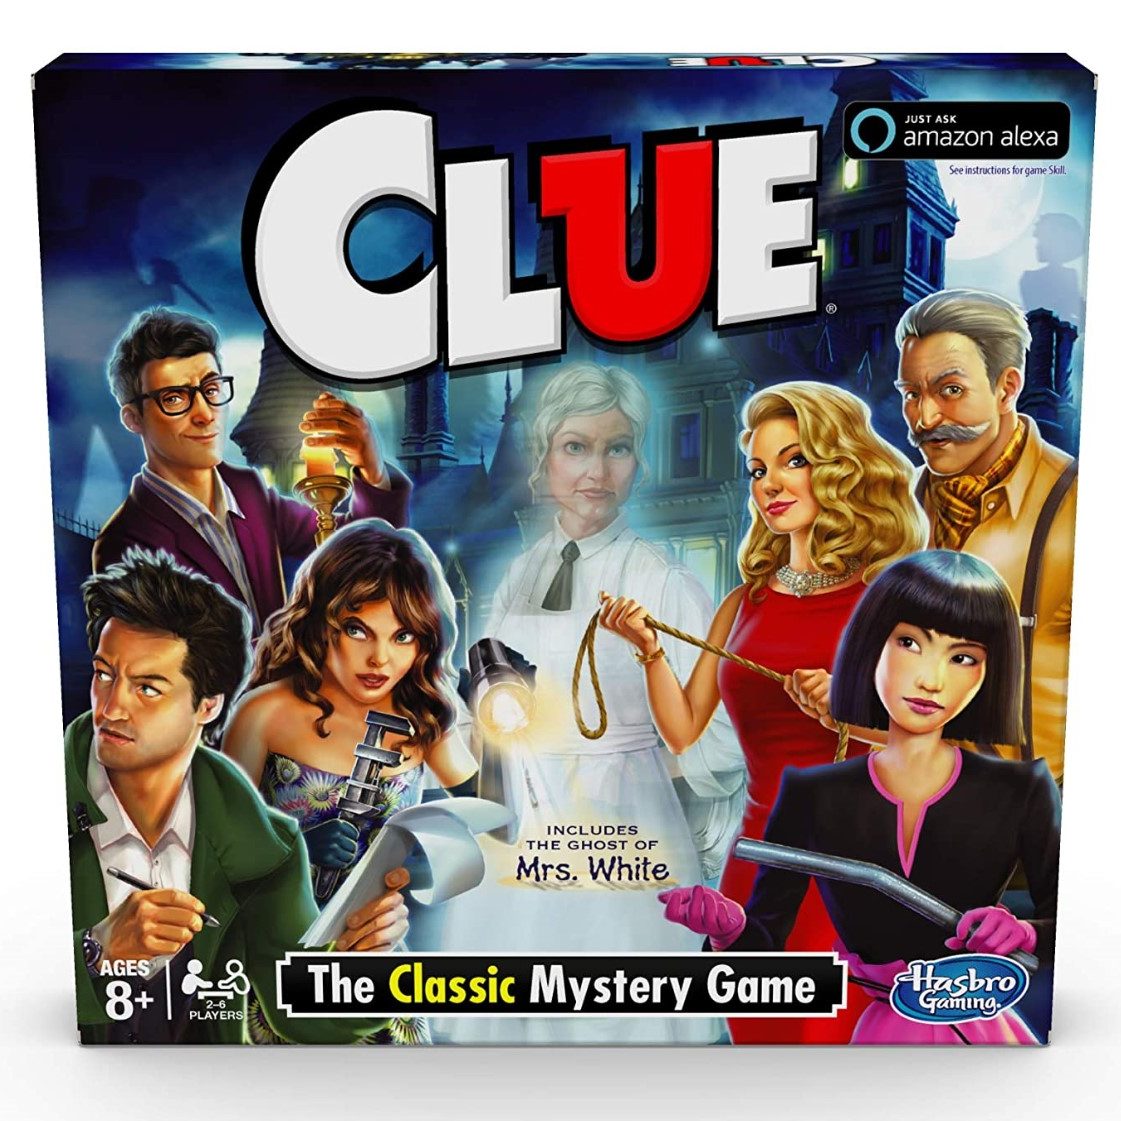 CLUE
CLUE®
JUST ASK
amazon alexa
See instructions for game Skill.
INCLUDES
THE GHOST OF
Mrs. White
AGES
8+
2-6
PLAYERS
The Classic Mystery Game
Hasbro
Gaming.